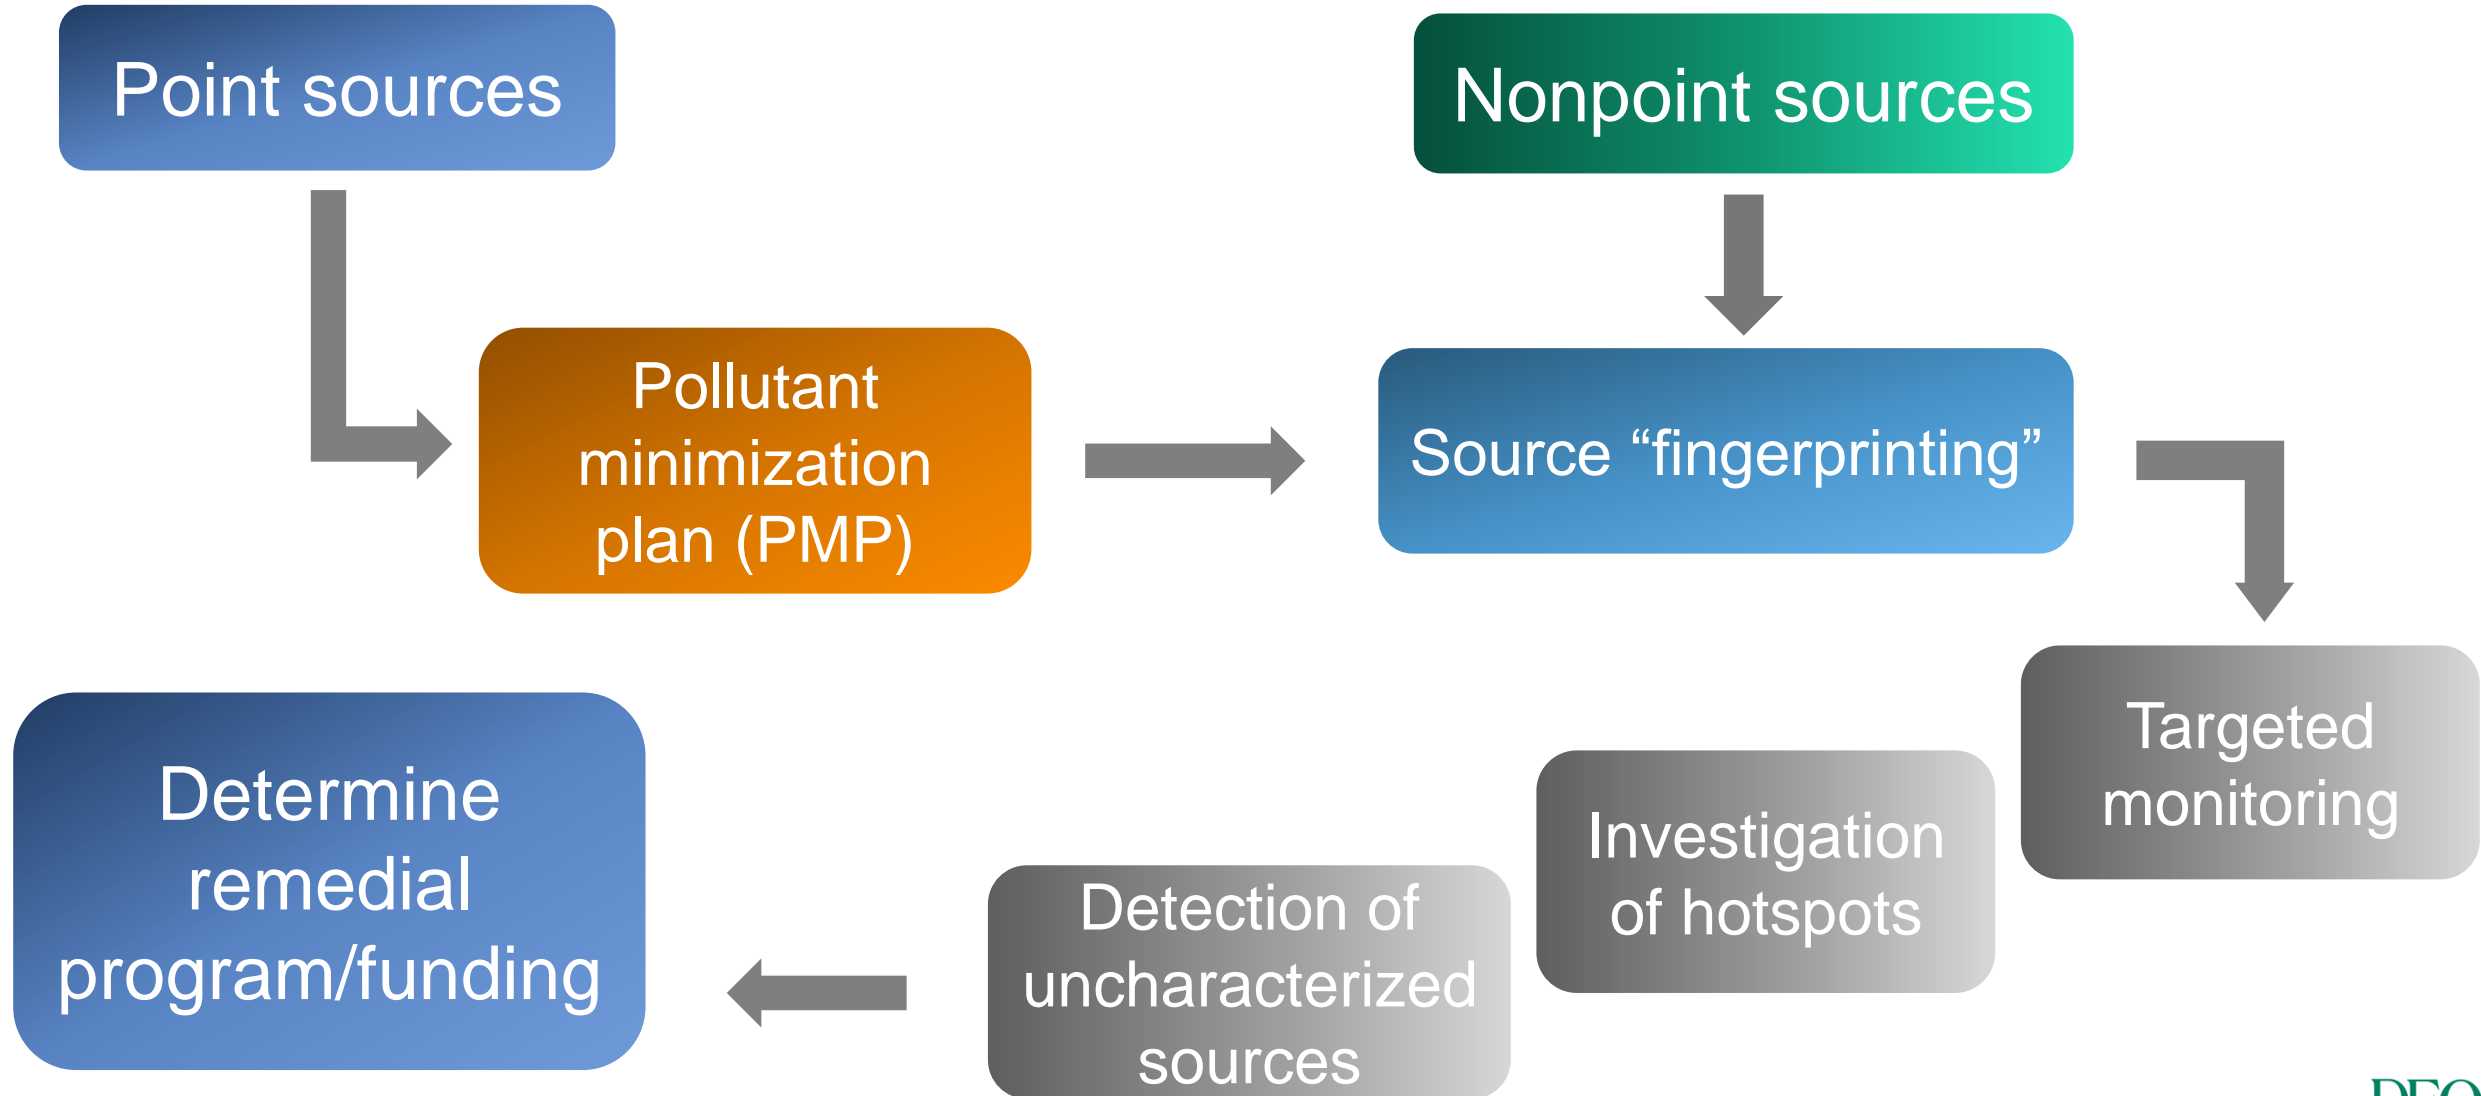 Point sources
Nonpoint sources
Pollutant
minimization
plan (PMP)
Source “fingerprinting”
Targeted
monitoring
Investigation
of hotspots
Detection of
uncharacterized
sources
Determine
remedial
program/funding
DEQ